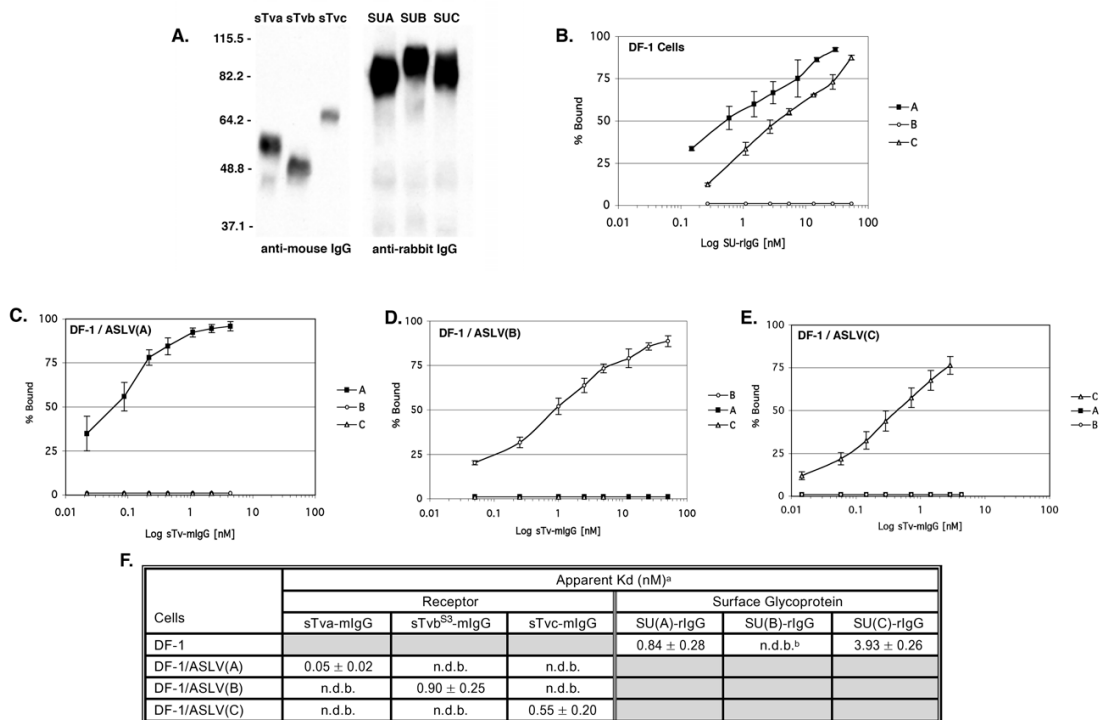 A.
sTva sTvb sTvc
SUA SUB SUC
115.5 -
82.2 -
64.2 -
48.8 -
37.1 -
anti-mouse IgG
anti-rabbit IgG
B.
DF-1 Cells
% Bound
100
75
50
25
0
0.01 0.1 1 10 100
Log SU-rIgG [nM]
A
B
C
C.
DF-1 / ASLV(A)
% Bound
100
75
50
25
0
0.01 0.1 1 10 100
Log sTv-mIgG [nM]
A
B
C
D.
DF-1 / ASLV(B)
% Bound
100
75
50
25
0
0.01 0.1 1 10 100
Log sTv-mIgG [nM]
B
A
C
E.
DF-1 / ASLV(C)
% Bound
100
75
50
25
0
0.01 0.1 1 10 100
Log sTv-mIgG [nM]
C
A
B
F.
Apparent Kd (nM)ᵃ
Cells
Receptor Surface Glycoprotein
sTva-mIgG sTvbS3-mIgG sTvc-mIgG SU(A)-rIgG SU(B)-rIgG SU(C)-rIgG
DF-1 0.84 ± 0.28 n.d.b.ᵇ 3.93 ± 0.26
DF-1/ASLV(A) 0.05 ± 0.02 n.d.b. n.d.b.
DF-1/ASLV(B) n.d.b. 0.90 ± 0.25 n.d.b.
DF-1/ASLV(C) n.d.b. n.d.b. 0.55 ± 0.20